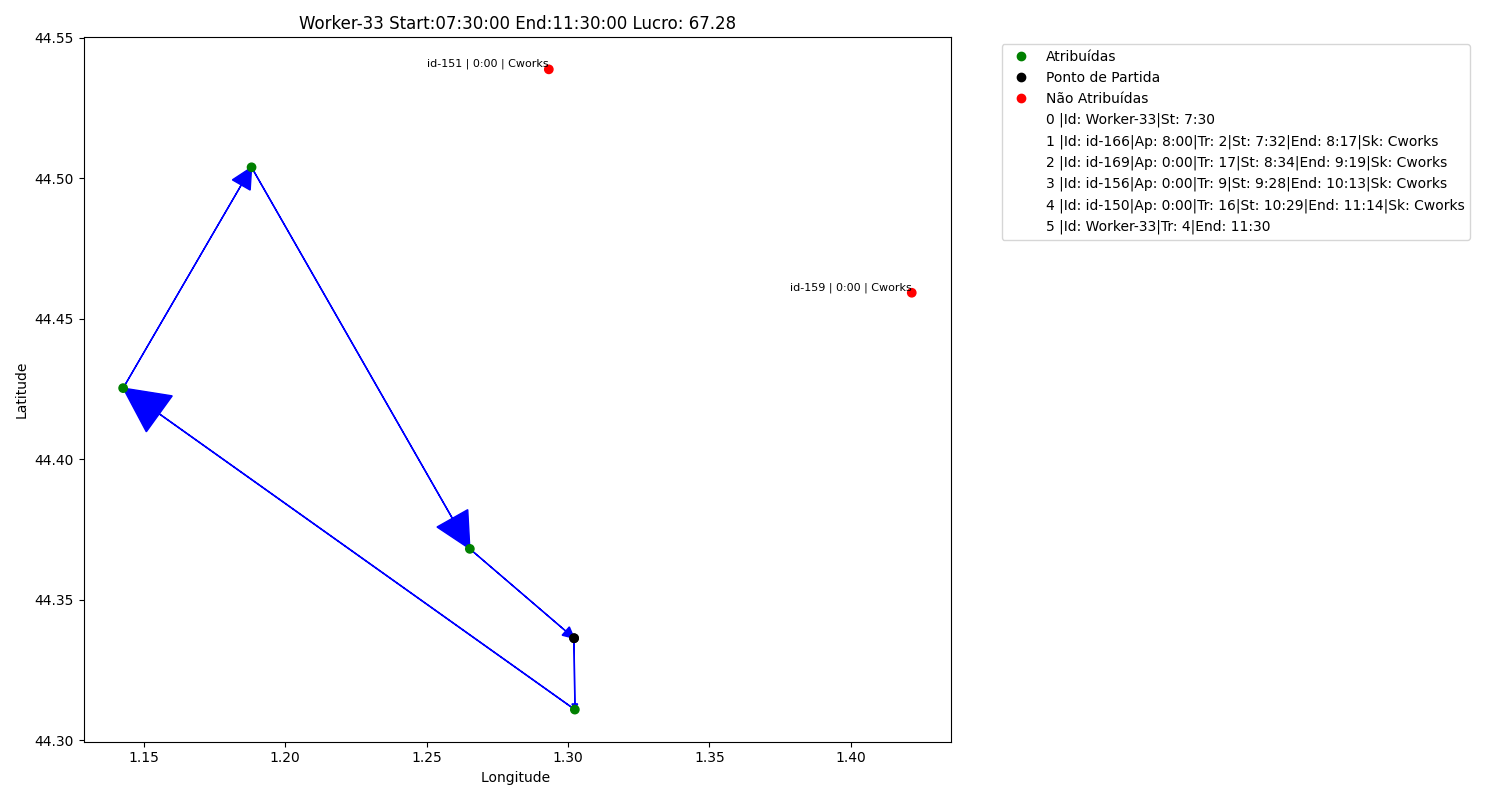 Worker-33 Start:07:30:00 End:11:30:00 Lucro: 67.28
44.55
44.50
44.45
44.40
44.35
44.30
Latitude
id-151 | 0:00 | Cworks
id-159 | 0:00 | Cworks
1.15
1.20
1.25
1.30
1.35
1.40
Longitude
Atribuídas
Ponto de Partida
Não Atribuídas
0 |Id: Worker-33|St: 7:30
1 |Id: id-166|Ap: 8:00|Tr: 2|St: 7:32|End: 8:17|Sk: Cworks
2 |Id: id-169|Ap: 0:00|Tr: 17|St: 8:34|End: 9:19|Sk: Cworks
3 |Id: id-156|Ap: 0:00|Tr: 9|St: 9:28|End: 10:13|Sk: Cworks
4 |Id: id-150|Ap: 0:00|Tr: 16|St: 10:29|End: 11:14|Sk: Cworks
5 |Id: Worker-33|Tr: 4|End: 11:30